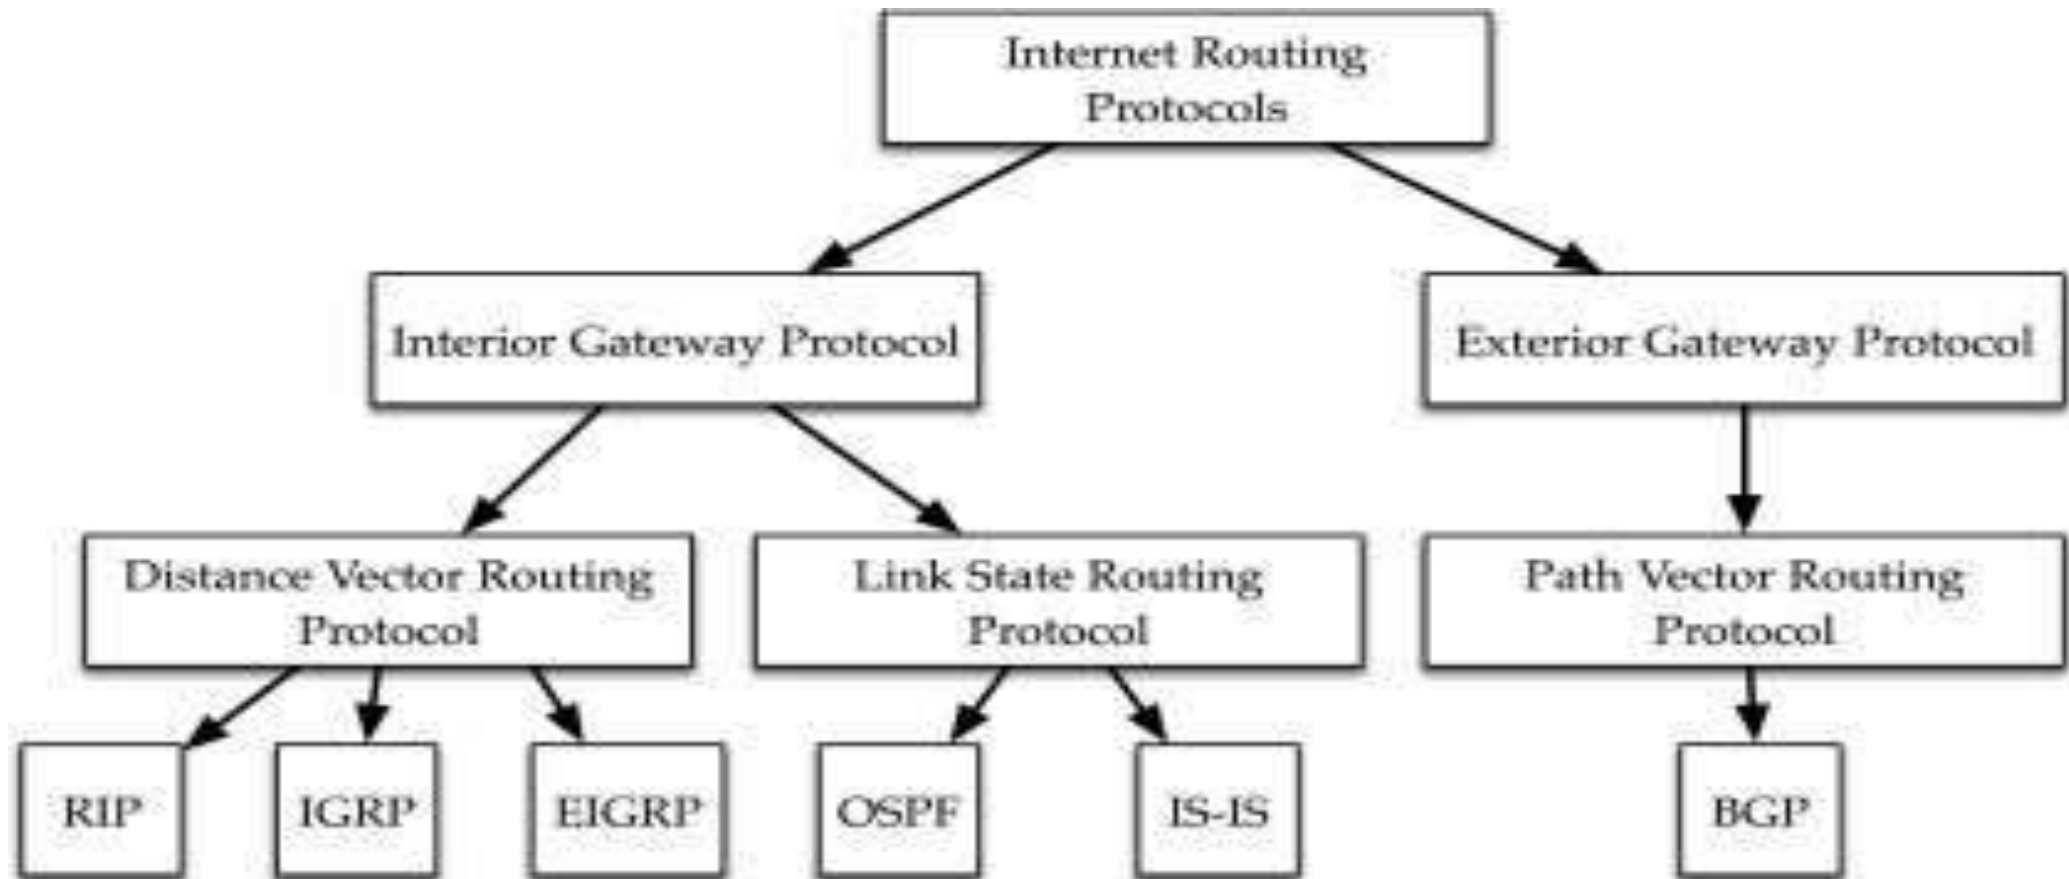 Internet Routing
Protocols
Interior Gateway Protocol
Exterior Gateway Protocol
Distance Vector Routing
Protocol
Link State Routing
Protocol
Path Vector Routing
Protocol
RIP
IGRP
EIGRP
OSPF
IS-IS
BGP